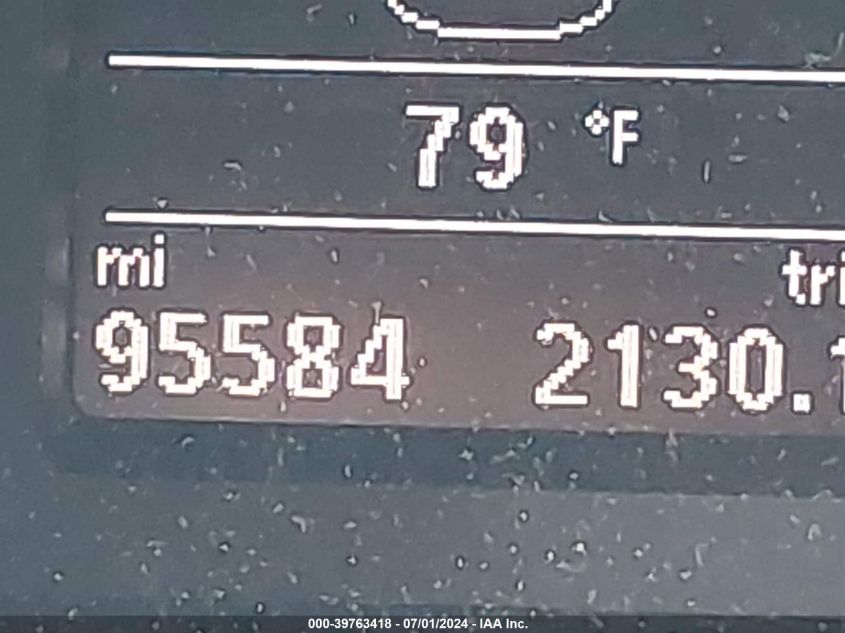 79 °F
mi
95584 2130.
000-39763418 - 07/01/2024 - IAA Inc.